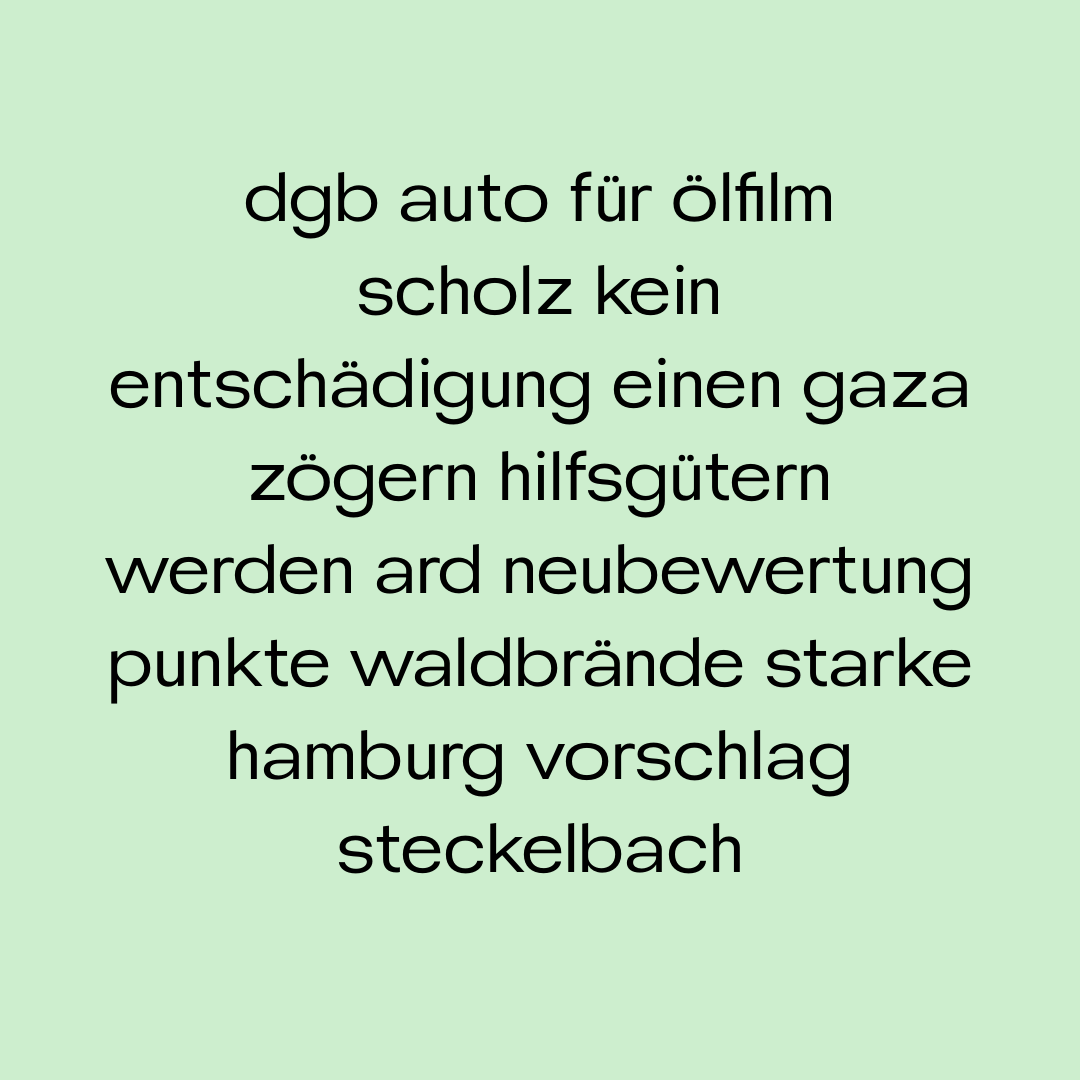 dgb auto für ölfilm
scholz kein
entschädigung einen gaza
zögern hilfsgütern
werden ard neubewertung
punkte waldbrände starke
hamburg vorschlag
steckelbach